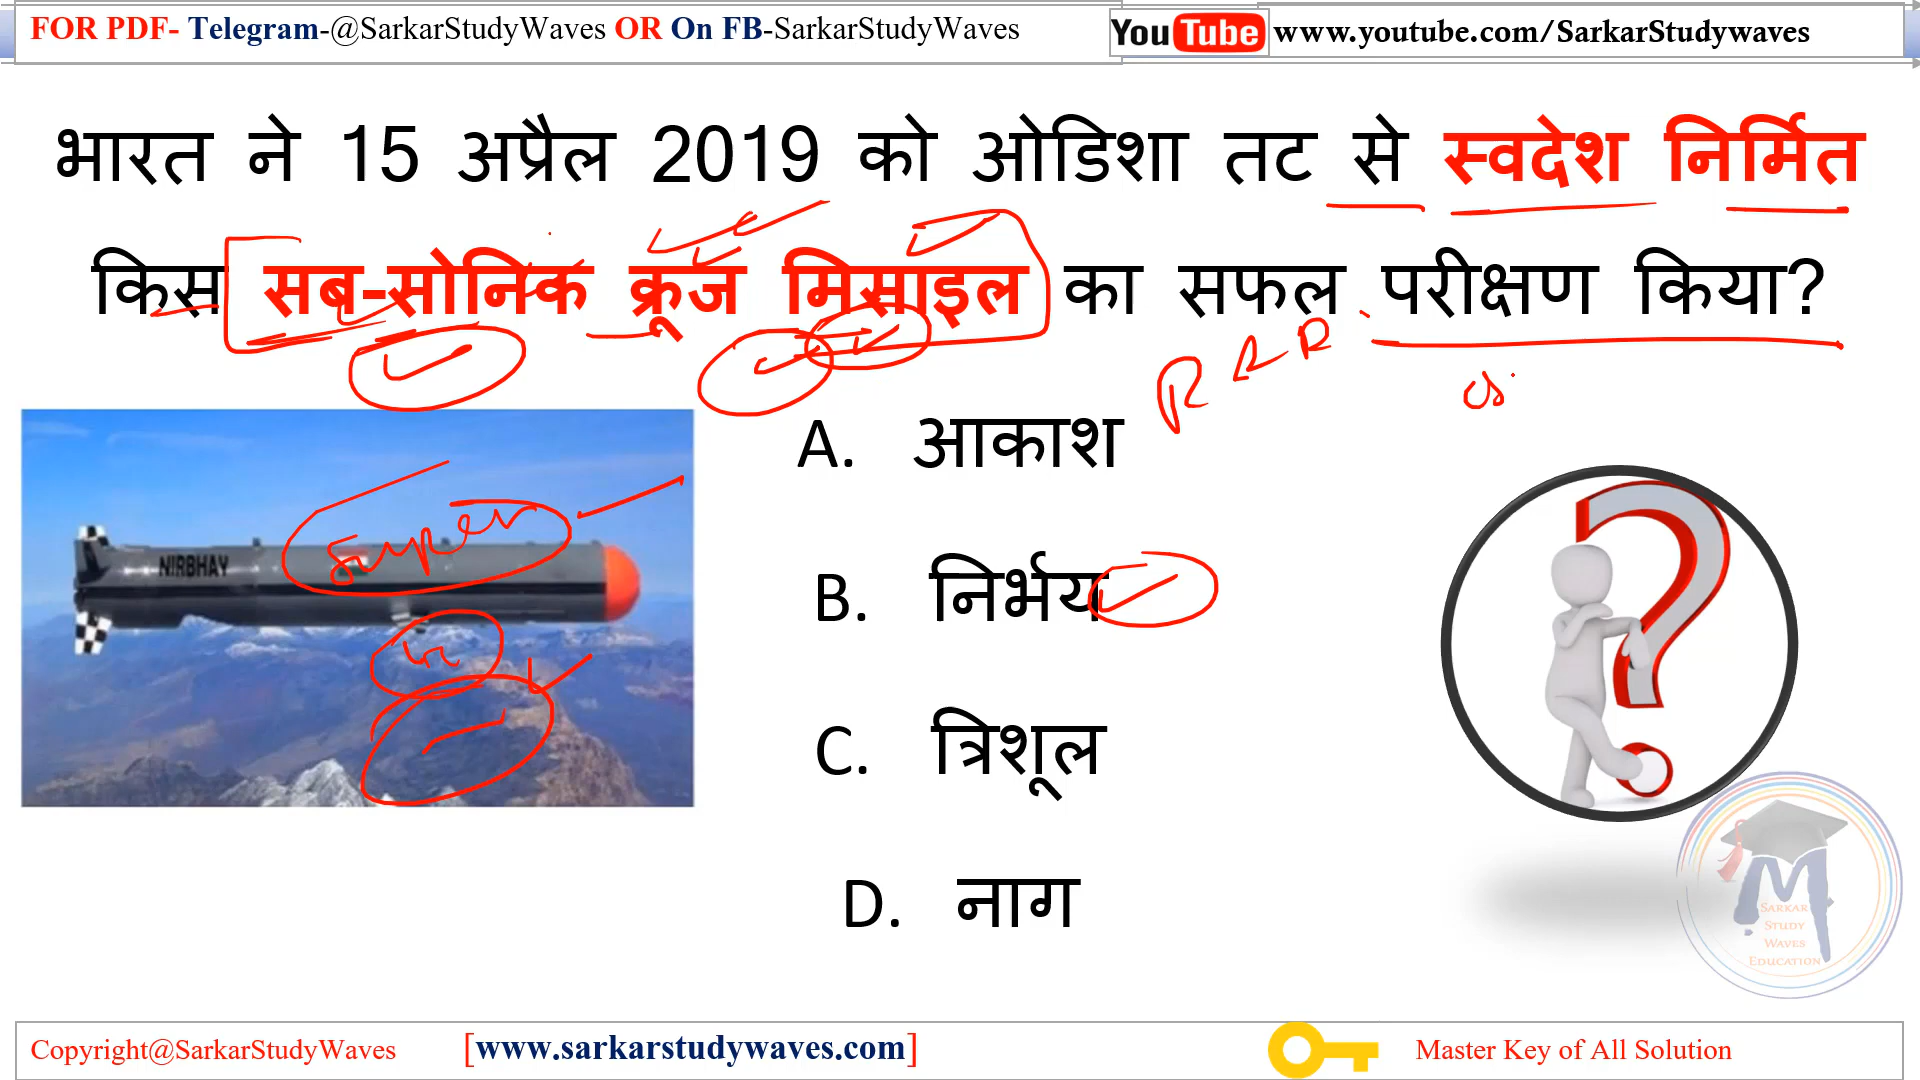 FOR PDF- Telegram-@SarkarStudyWaves OR On FB-SarkarStudyWaves
YouTube www.youtube.com/SarkarStudywaves
भारत ने 15 अप्रैल 2019 को ओडिशा तट से स्वदेश निर्मित
किस सब-सोनिक क्रूज मिसाइल का सफल परीक्षण किया?
R R R
A. आकाश
super
NIRBHAY
B. निर्भय
C. त्रिशूल
D. नाग
SARKAR
STUDY
WAVES
EDUCATION
Copyright@SarkarStudyWaves [www.sarkarstudywaves.com] Master Key of All Solution